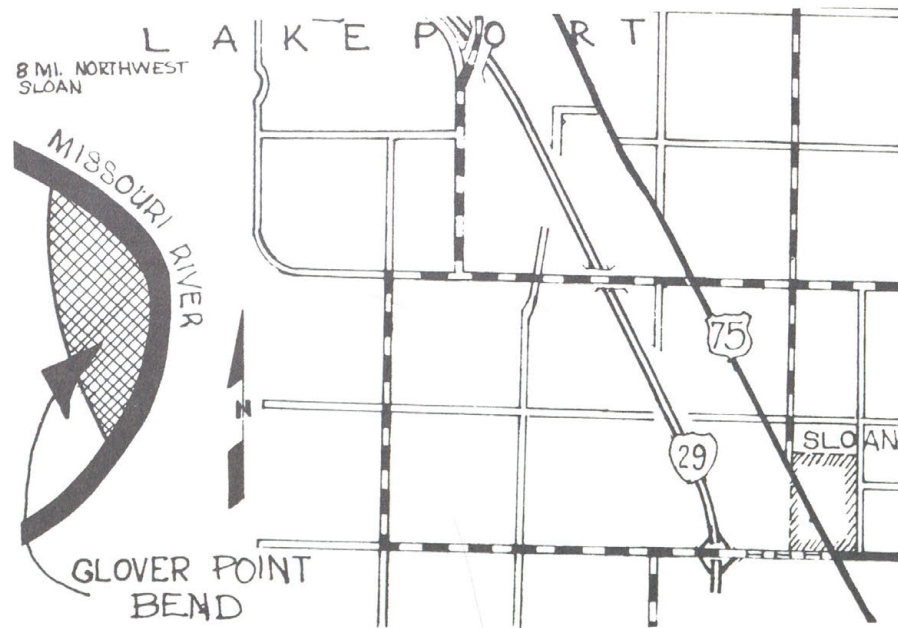 LAKEPORT
8 MI. NORTHWEST
SLOAN
MISSOURI RIVER
75
N
SLOAN
29
GLOVER POINT
BEND